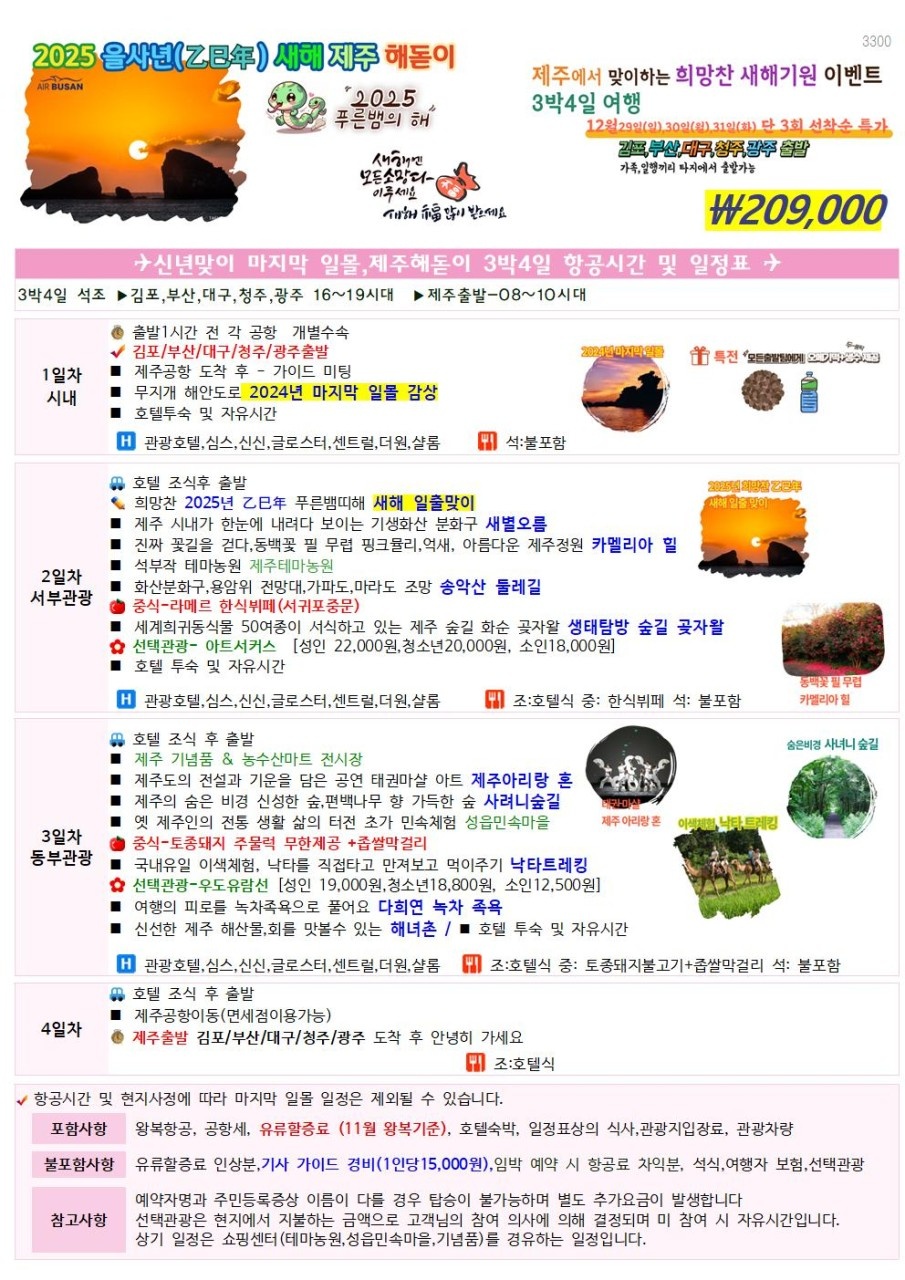 3300
2025 을사년(乙巳年) 새해 제주 해돋이
AIR BUSAN
"2025
푸른뱀의 해"
새해엔
모든소망다
이루세요
새해 福 많이 받으세요
제주에서 맞이하는 희망찬 새해기원 이벤트
3박4일 여행
12월29일(일),30일(월),31일(화) 단 3회 선착순 특가
김포,부산,대구,청주,광주 출발
가족,일행끼리 타지에서 출발가능
₩209,000
✈신년맞이 마지막 일몰,제주해돋이 3박4일 항공시간 및 일정표 ✈
3박4일 석조 ▶김포,부산,대구,청주,광주 16~19시대 ▶제주출발-08~10시대
1일차
시내
출발1시간 전 각 공항 개별수속
김포/부산/대구/청주/광주출발
■ 제주공항 도착 후 - 가이드 미팅
■ 무지개 해안도로 2024년 마지막 일몰 감상
■ 호텔투숙 및 자유시간
H 관광호텔,심스,신신,글로스터,센트럴,더원,샬롬 석:불포함
2024년 마지막 일몰
특전 모든출발팀에게 오메기떡+생수제공
2일차
서부관광
호텔 조식후 출발
희망찬 2025년 乙巳年 푸른뱀띠해 새해 일출맞이
■ 제주 시내가 한눈에 내려다 보이는 기생화산 분화구 새별오름
■ 진짜 꽃길을 걷다,동백꽃 필 무렵 핑크뮬리,억새, 아름다운 제주정원 카멜리아 힐
■ 석부작 테마농원 제주테마농원
■ 화산분화구,용암위 전망대,가파도,마라도 조망 송악산 둘레길
중식-라메르 한식뷔페(서귀포중문)
■ 세계희귀동식물 50여종이 서식하고 있는 제주 숲길 화순 곶자왈 생태탐방 숲길 곶자왈
선택관광- 아트서커스 [성인 22,000원,청소년20,000원, 소인18,000원]
■ 호텔 투숙 및 자유시간
H 관광호텔,심스,신신,글로스터,센트럴,더원,샬롬 조:호텔식 중: 한식뷔페 석: 불포함
2025년 희망찬 乙巳年
새해 일출 맞이
동백꽃 필 무렵
카멜리아 힐
3일차
동부관광
호텔 조식 후 출발
■ 제주 기념품 & 농수산마트 전시장
■ 제주도의 전설과 기운을 담은 공연 태권마샬 아트 제주아리랑 혼
■ 제주의 숨은 비경 신성한 숲,편백나무 향 가득한 숲 사려니숲길
■ 옛 제주인의 전통 생활 삶의 터전 초가 민속체험 성읍민속마을
중식-토종돼지 주물럭 무한제공 +좁쌀막걸리
■ 국내유일 이색체험, 낙타를 직접타고 만져보고 먹이주기 낙타트레킹
선택관광-우도유람선 [성인 19,000원,청소년18,800원, 소인12,500원]
■ 여행의 피로를 녹차족욕으로 풀어요 다희연 녹차 족욕
■ 신선한 제주 해산물,회를 맛볼수 있는 해녀촌 / ■ 호텔 투숙 및 자유시간
H 관광호텔,심스,신신,글로스터,센트럴,더원,샬롬 조:호텔식 중: 토종돼지불고기+좁쌀막걸리 석: 불포함
태권마샬
제주 아리랑 혼
숨은비경 사려니 숲길
이색체험 낙타 트레킹
4일차
호텔 조식 후 출발
■ 제주공항이동(면세점이용가능)
제주출발 김포/부산/대구/청주/광주 도착 후 안녕히 가세요
조:호텔식
항공시간 및 현지사정에 따라 마지막 일몰 일정은 제외될 수 있습니다.
포함사항
왕복항공, 공항세, 유류할증료 (11월 왕복기준), 호텔숙박, 일정표상의 식사,관광지입장료, 관광차량
불포함사항
유류할증료 인상분,기사 가이드 경비(1인당15,000원),임박 예약 시 항공료 차익분, 석식,여행자 보험,선택관광
참고사항
예약자명과 주민등록증상 이름이 다를 경우 탑승이 불가능하며 별도 추가요금이 발생합니다
선택관광은 현지에서 지불하는 금액으로 고객님의 참여 의사에 의해 결정되며 미 참여 시 자유시간입니다.
상기 일정은 쇼핑센터(테마농원,성읍민속마을,기념품)를 경유하는 일정입니다.